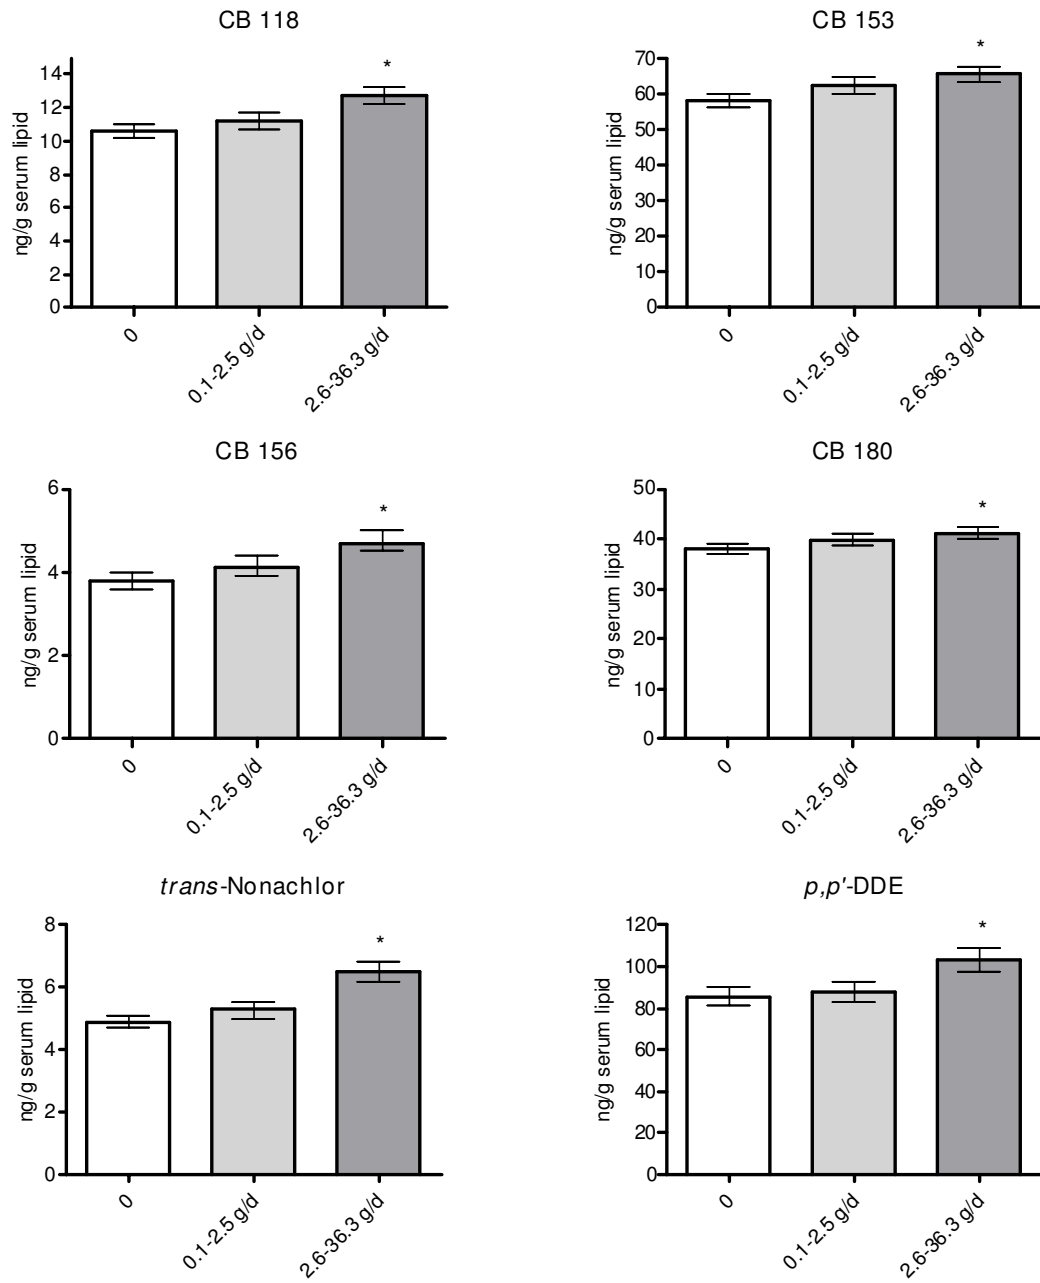 CB 118
ng/g serum lipid
14
12
10
8
6
4
2
0
*
0
0.1-2.5 g/d
2.6-36.3 g/d
CB 153
ng/g serum lipid
70
60
50
40
30
20
10
0
*
0
0.1-2.5 g/d
2.6-36.3 g/d
CB 156
ng/g serum lipid
6
4
2
0
*
0
0.1-2.5 g/d
2.6-36.3 g/d
CB 180
ng/g serum lipid
50
40
30
20
10
0
*
0
0.1-2.5 g/d
2.6-36.3 g/d
trans-Nonachlor
ng/g serum lipid
8
6
4
2
0
*
0
0.1-2.5 g/d
2.6-36.3 g/d
p,p'-DDE
ng/g serum lipid
120
100
80
60
40
20
0
*
0
0.1-2.5 g/d
2.6-36.3 g/d